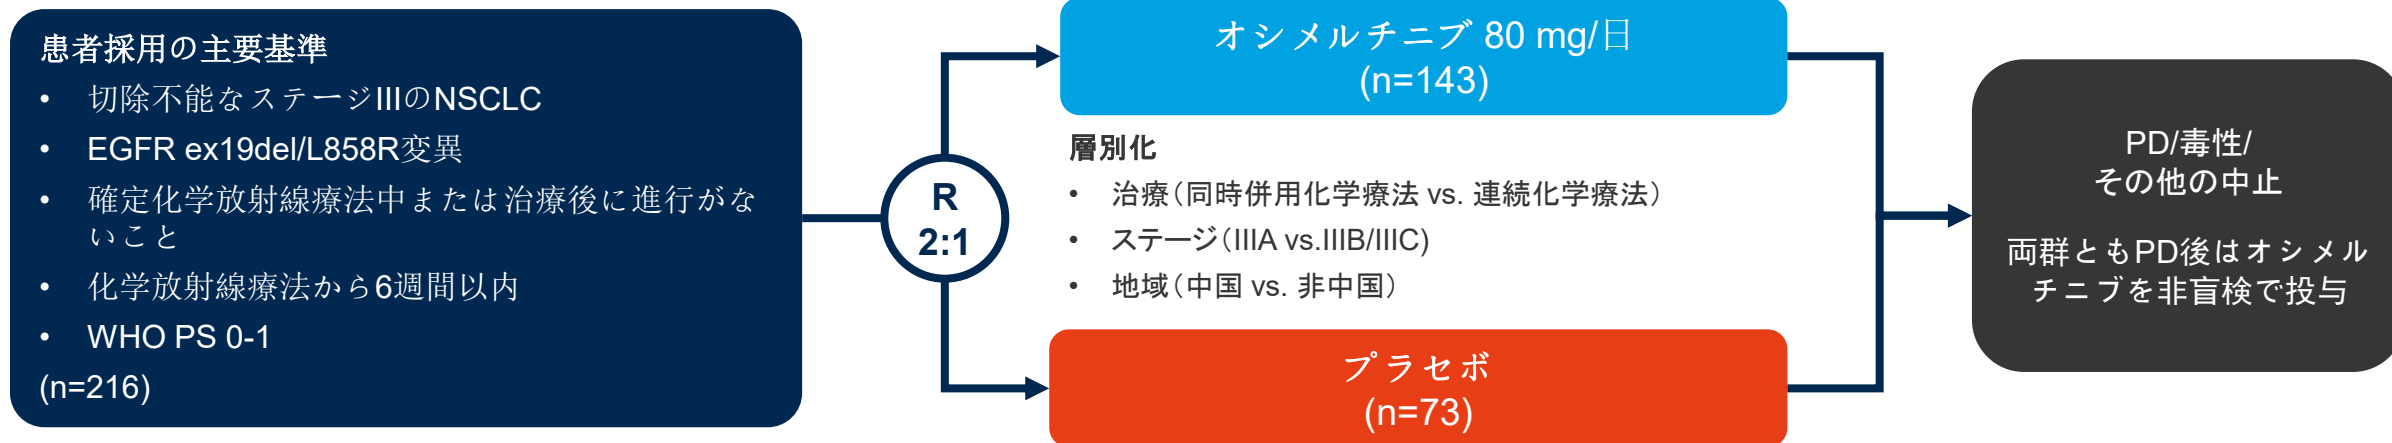 患者採用の主要基準
• 切除不能なステージIIIのNSCLC
• EGFR ex19del/L858R変異
• 確定化学放射線療法中または治療後に進行がな
いこと
• 化学放射線療法から6週間以内
• WHO PS 0-1
(n=216)
R
2:1
オシメルチニブ 80 mg/日
(n=143)
層別化
• 治療（同時併用化学療法 vs. 連続化学療法）
• ステージ（IIIA vs.IIIB/IIIC)
• 地域（中国 vs. 非中国）
プラセボ
(n=73)
PD/毒性/
その他の中止
両群ともPD後はオシメル
チニブを非盲検で投与